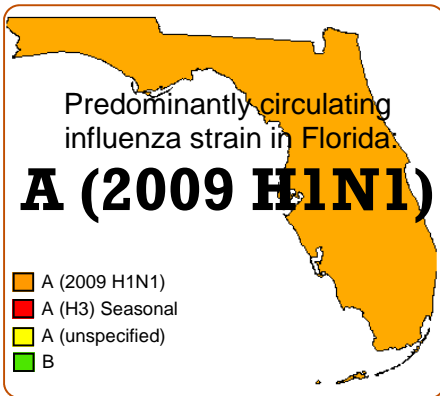 Predominantly circulating
influenza strain in Florida:
A (2009 H1N1)
A (2009 H1N1)
A (H3) Seasonal
A (unspecified)
B